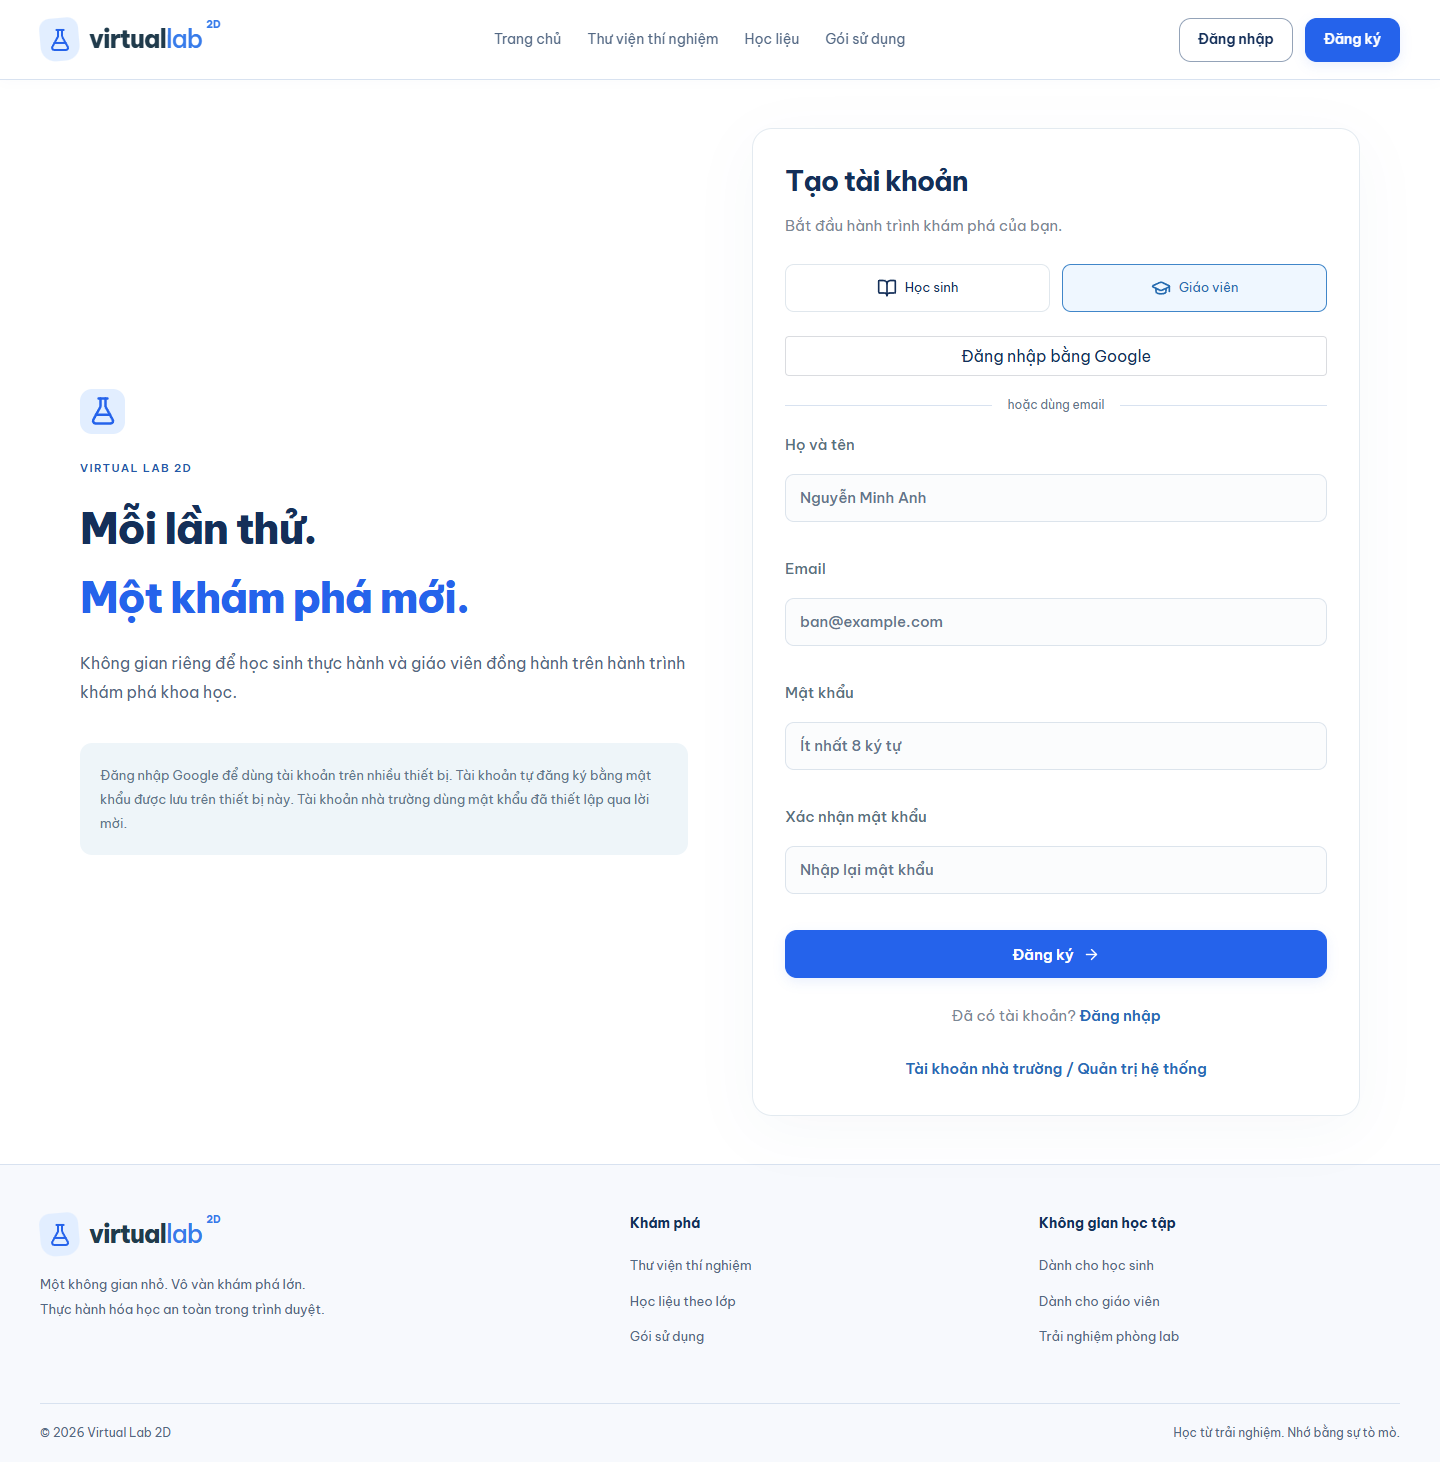 virtuallab 2D
Trang chủ
Thư viện thí nghiệm
Học liệu
Gói sử dụng
Đăng nhập
Đăng ký
VIRTUAL LAB 2D
Mỗi lần thử.
Một khám phá mới.
Không gian riêng để học sinh thực hành và giáo viên đồng hành trên hành trình
khám phá khoa học.
Đăng nhập Google để dùng tài khoản trên nhiều thiết bị. Tài khoản tự đăng ký bằng mật
khẩu được lưu trên thiết bị này. Tài khoản nhà trường dùng mật khẩu đã thiết lập qua lời
mời.
Tạo tài khoản
Bắt đầu hành trình khám phá của bạn.
Học sinh
Giáo viên
Đăng nhập bằng Google
hoặc dùng email
Họ và tên
Nguyễn Minh Anh
Email
ban@example.com
Mật khẩu
Ít nhất 8 ký tự
Xác nhận mật khẩu
Nhập lại mật khẩu
Đăng ký
Đã có tài khoản? Đăng nhập
Tài khoản nhà trường / Quản trị hệ thống
virtuallab 2D
Một không gian nhỏ. Vô vàn khám phá lớn.
Thực hành hóa học an toàn trong trình duyệt.
Khám phá
Thư viện thí nghiệm
Học liệu theo lớp
Gói sử dụng
Không gian học tập
Dành cho học sinh
Dành cho giáo viên
Trải nghiệm phòng lab
© 2026 Virtual Lab 2D
Học từ trải nghiệm. Nhớ bằng sự tò mò.